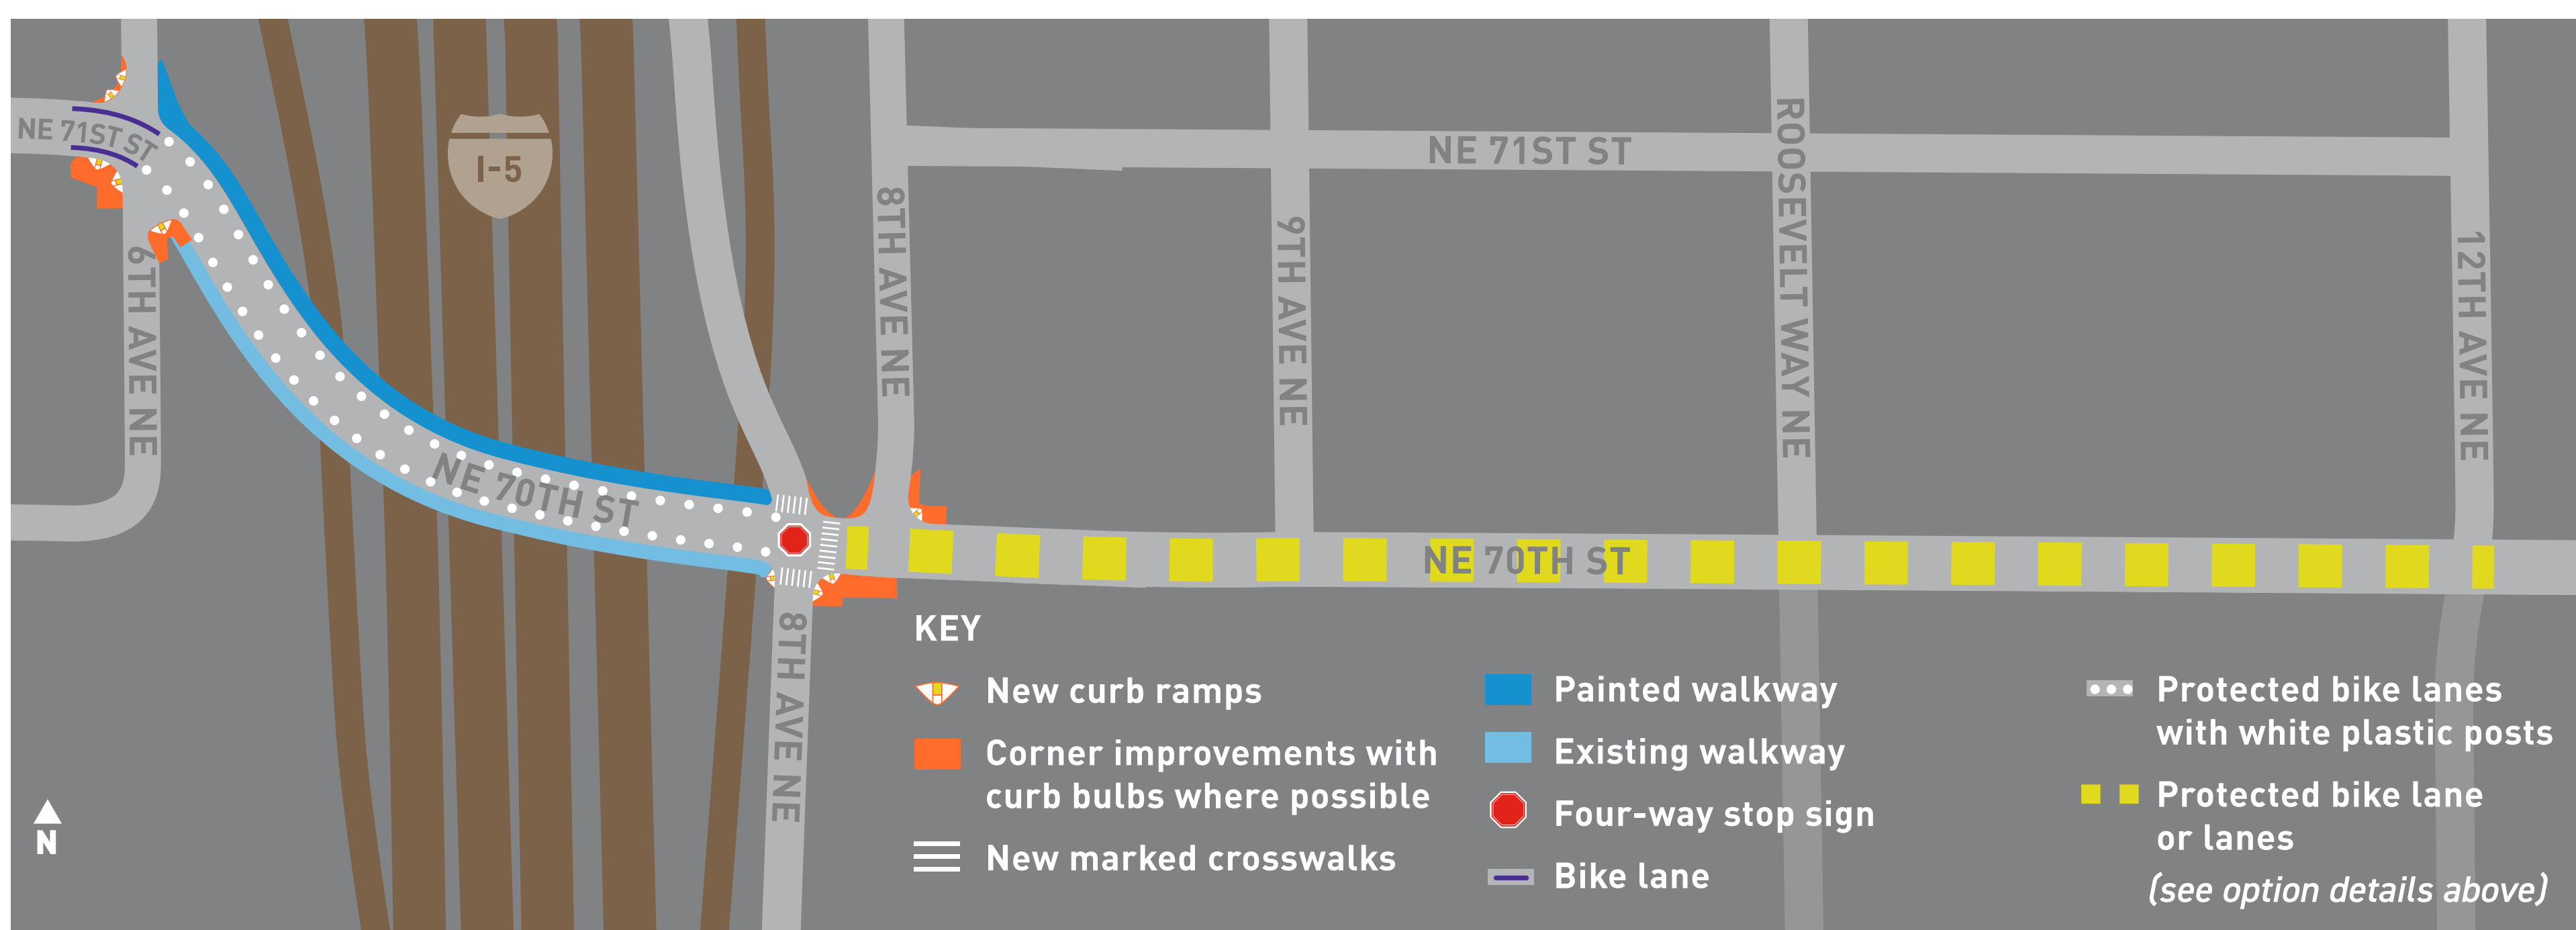 NE 71ST ST
I-5
6TH AVE NE
8TH AVE NE
NE 71ST ST
9TH AVE NE
ROOSEVELT WAY NE
12TH AVE NE
NE 70TH ST
NE 70TH ST
8TH AVE NE
N
KEY
New curb ramps
Corner improvements with
curb bulbs where possible
New marked crosswalks
Painted walkway
Existing walkway
Four-way stop sign
Bike lane
Protected bike lanes
with white plastic posts
Protected bike lane
or lanes
(see option details above)